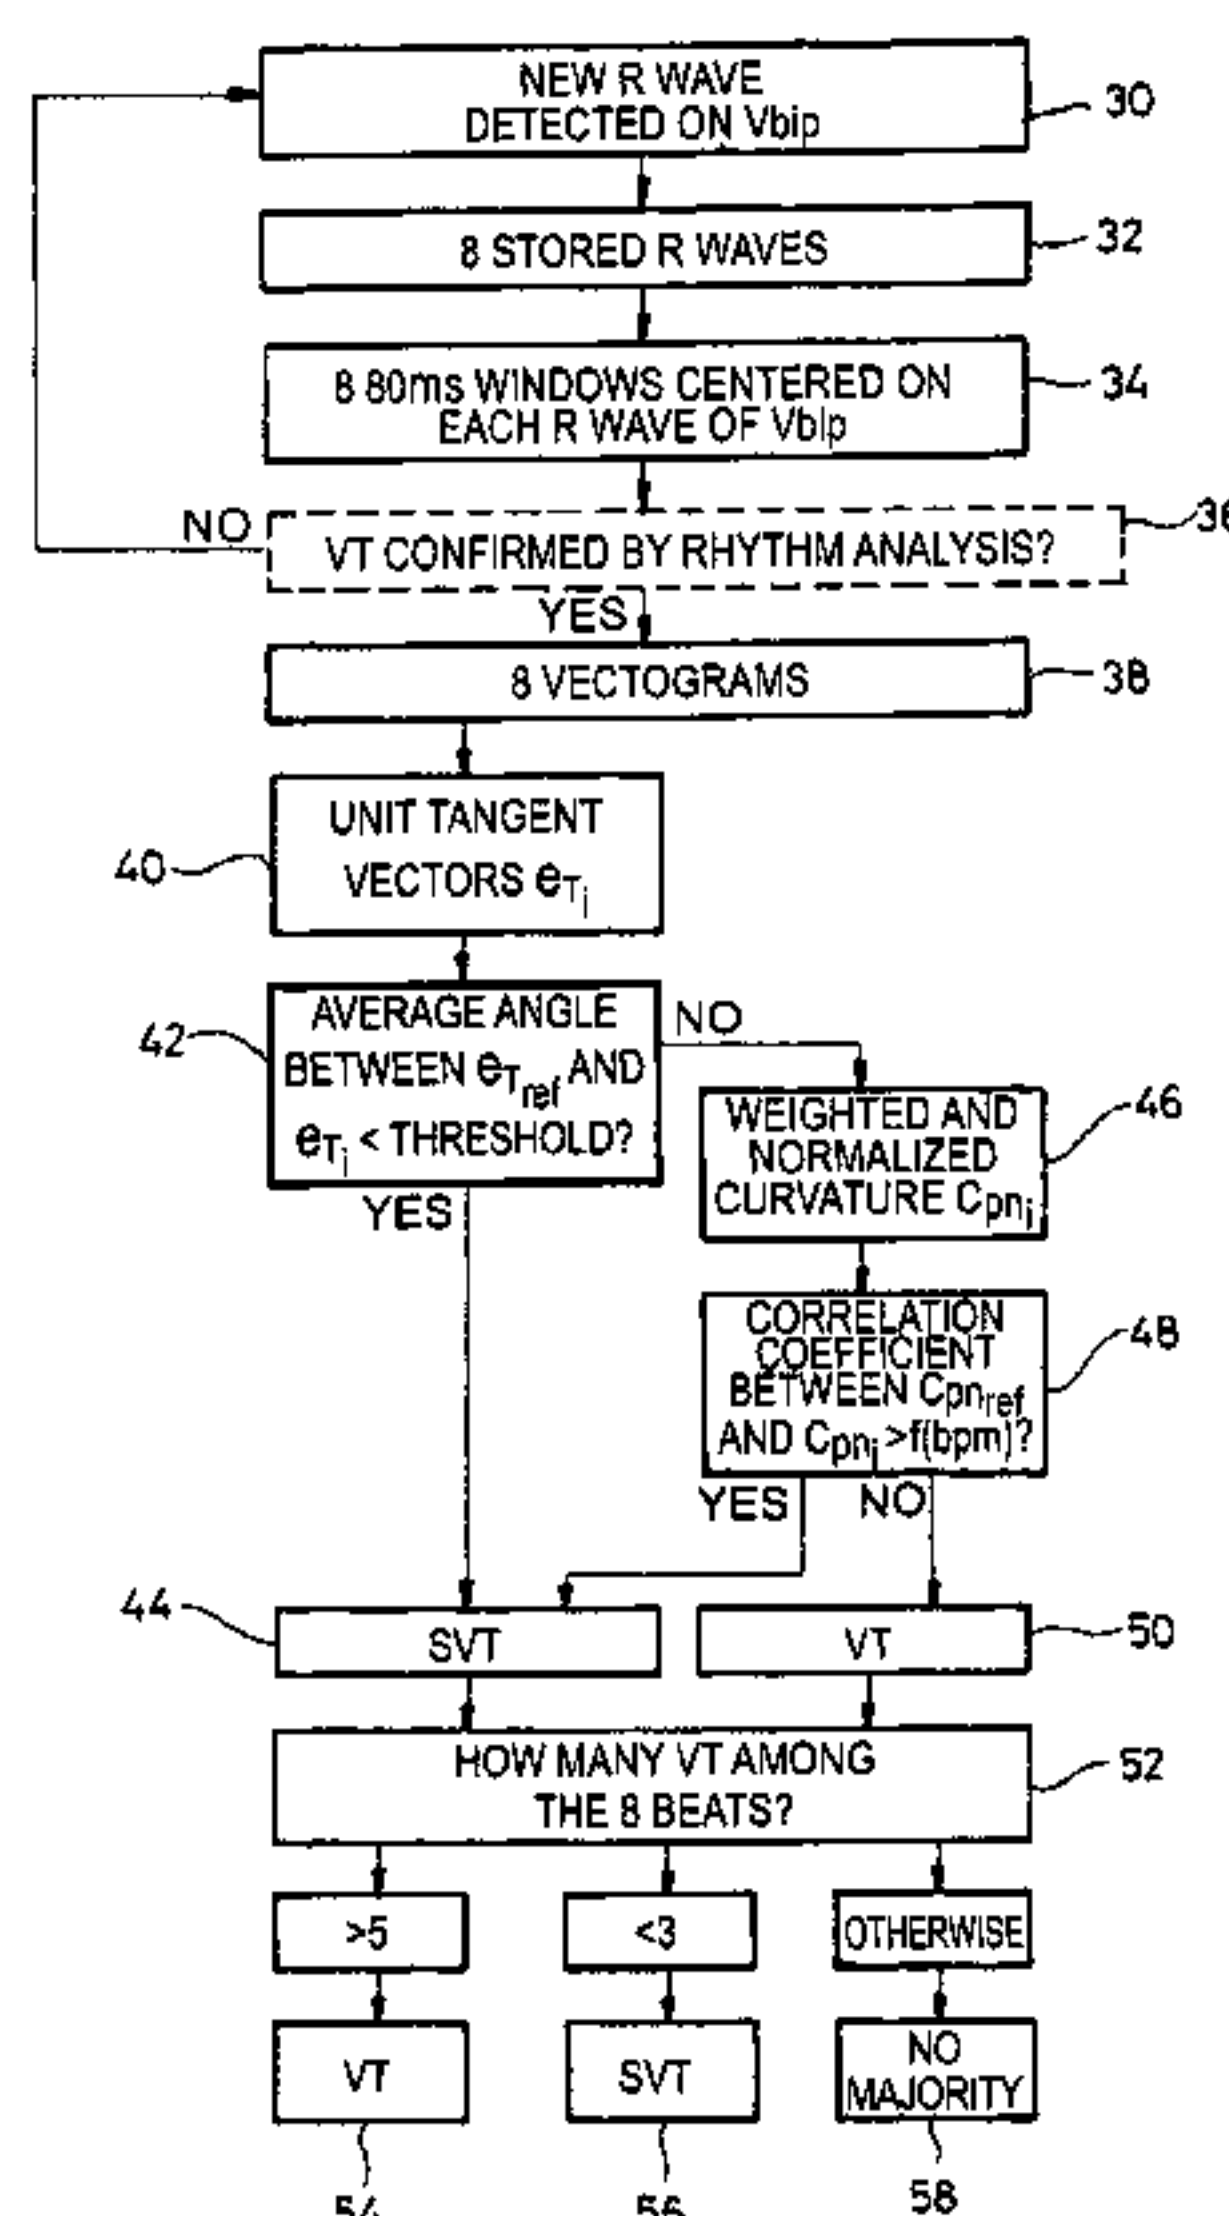 NEW R WAVE
DETECTED ON Vbip
30
8 STORED R WAVES
32
8 80ms WINDOWS CENTERED ON
EACH R WAVE OF Vbip
34
NO
VT CONFIRMED BY RHYTHM ANALYSIS?
36
YES
8 VECTOGRAMS
38
UNIT TANGENT
VECTORS eTi
40
AVERAGE ANGLE
BETWEEN eTref AND
eTi < THRESHOLD?
42
NO
YES
WEIGHTED AND
NORMALIZED
CURVATURE Cpni
46
CORRELATION
COEFFICIENT
BETWEEN Cpnref
AND Cpni >f(bpm)?
48
YES
NO
44
SVT
VT
50
HOW MANY VT AMONG
THE 8 BEATS?
52
>5
<3
OTHERWISE
VT
SVT
NO
MAJORITY
54
56
58